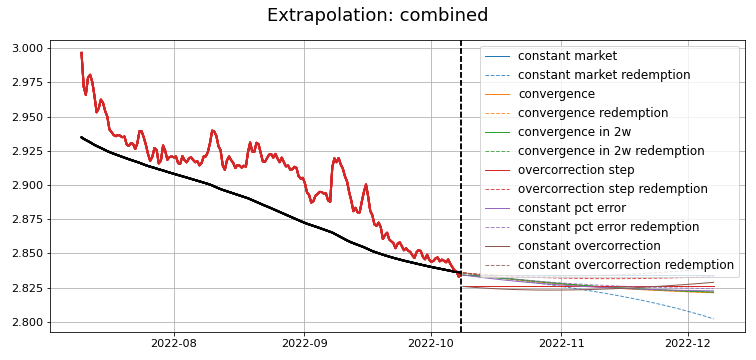 Extrapolation: combined
3.000
2.975
2.950
2.925
2.900
2.875
2.850
2.825
2.800
constant market
constant market redemption
convergence
convergence redemption
convergence in 2w
convergence in 2w redemption
overcorrection step
overcorrection step redemption
constant pct error
constant pct error redemption
constant overcorrection
constant overcorrection redemption
2022-08
2022-09
2022-10
2022-11
2022-12